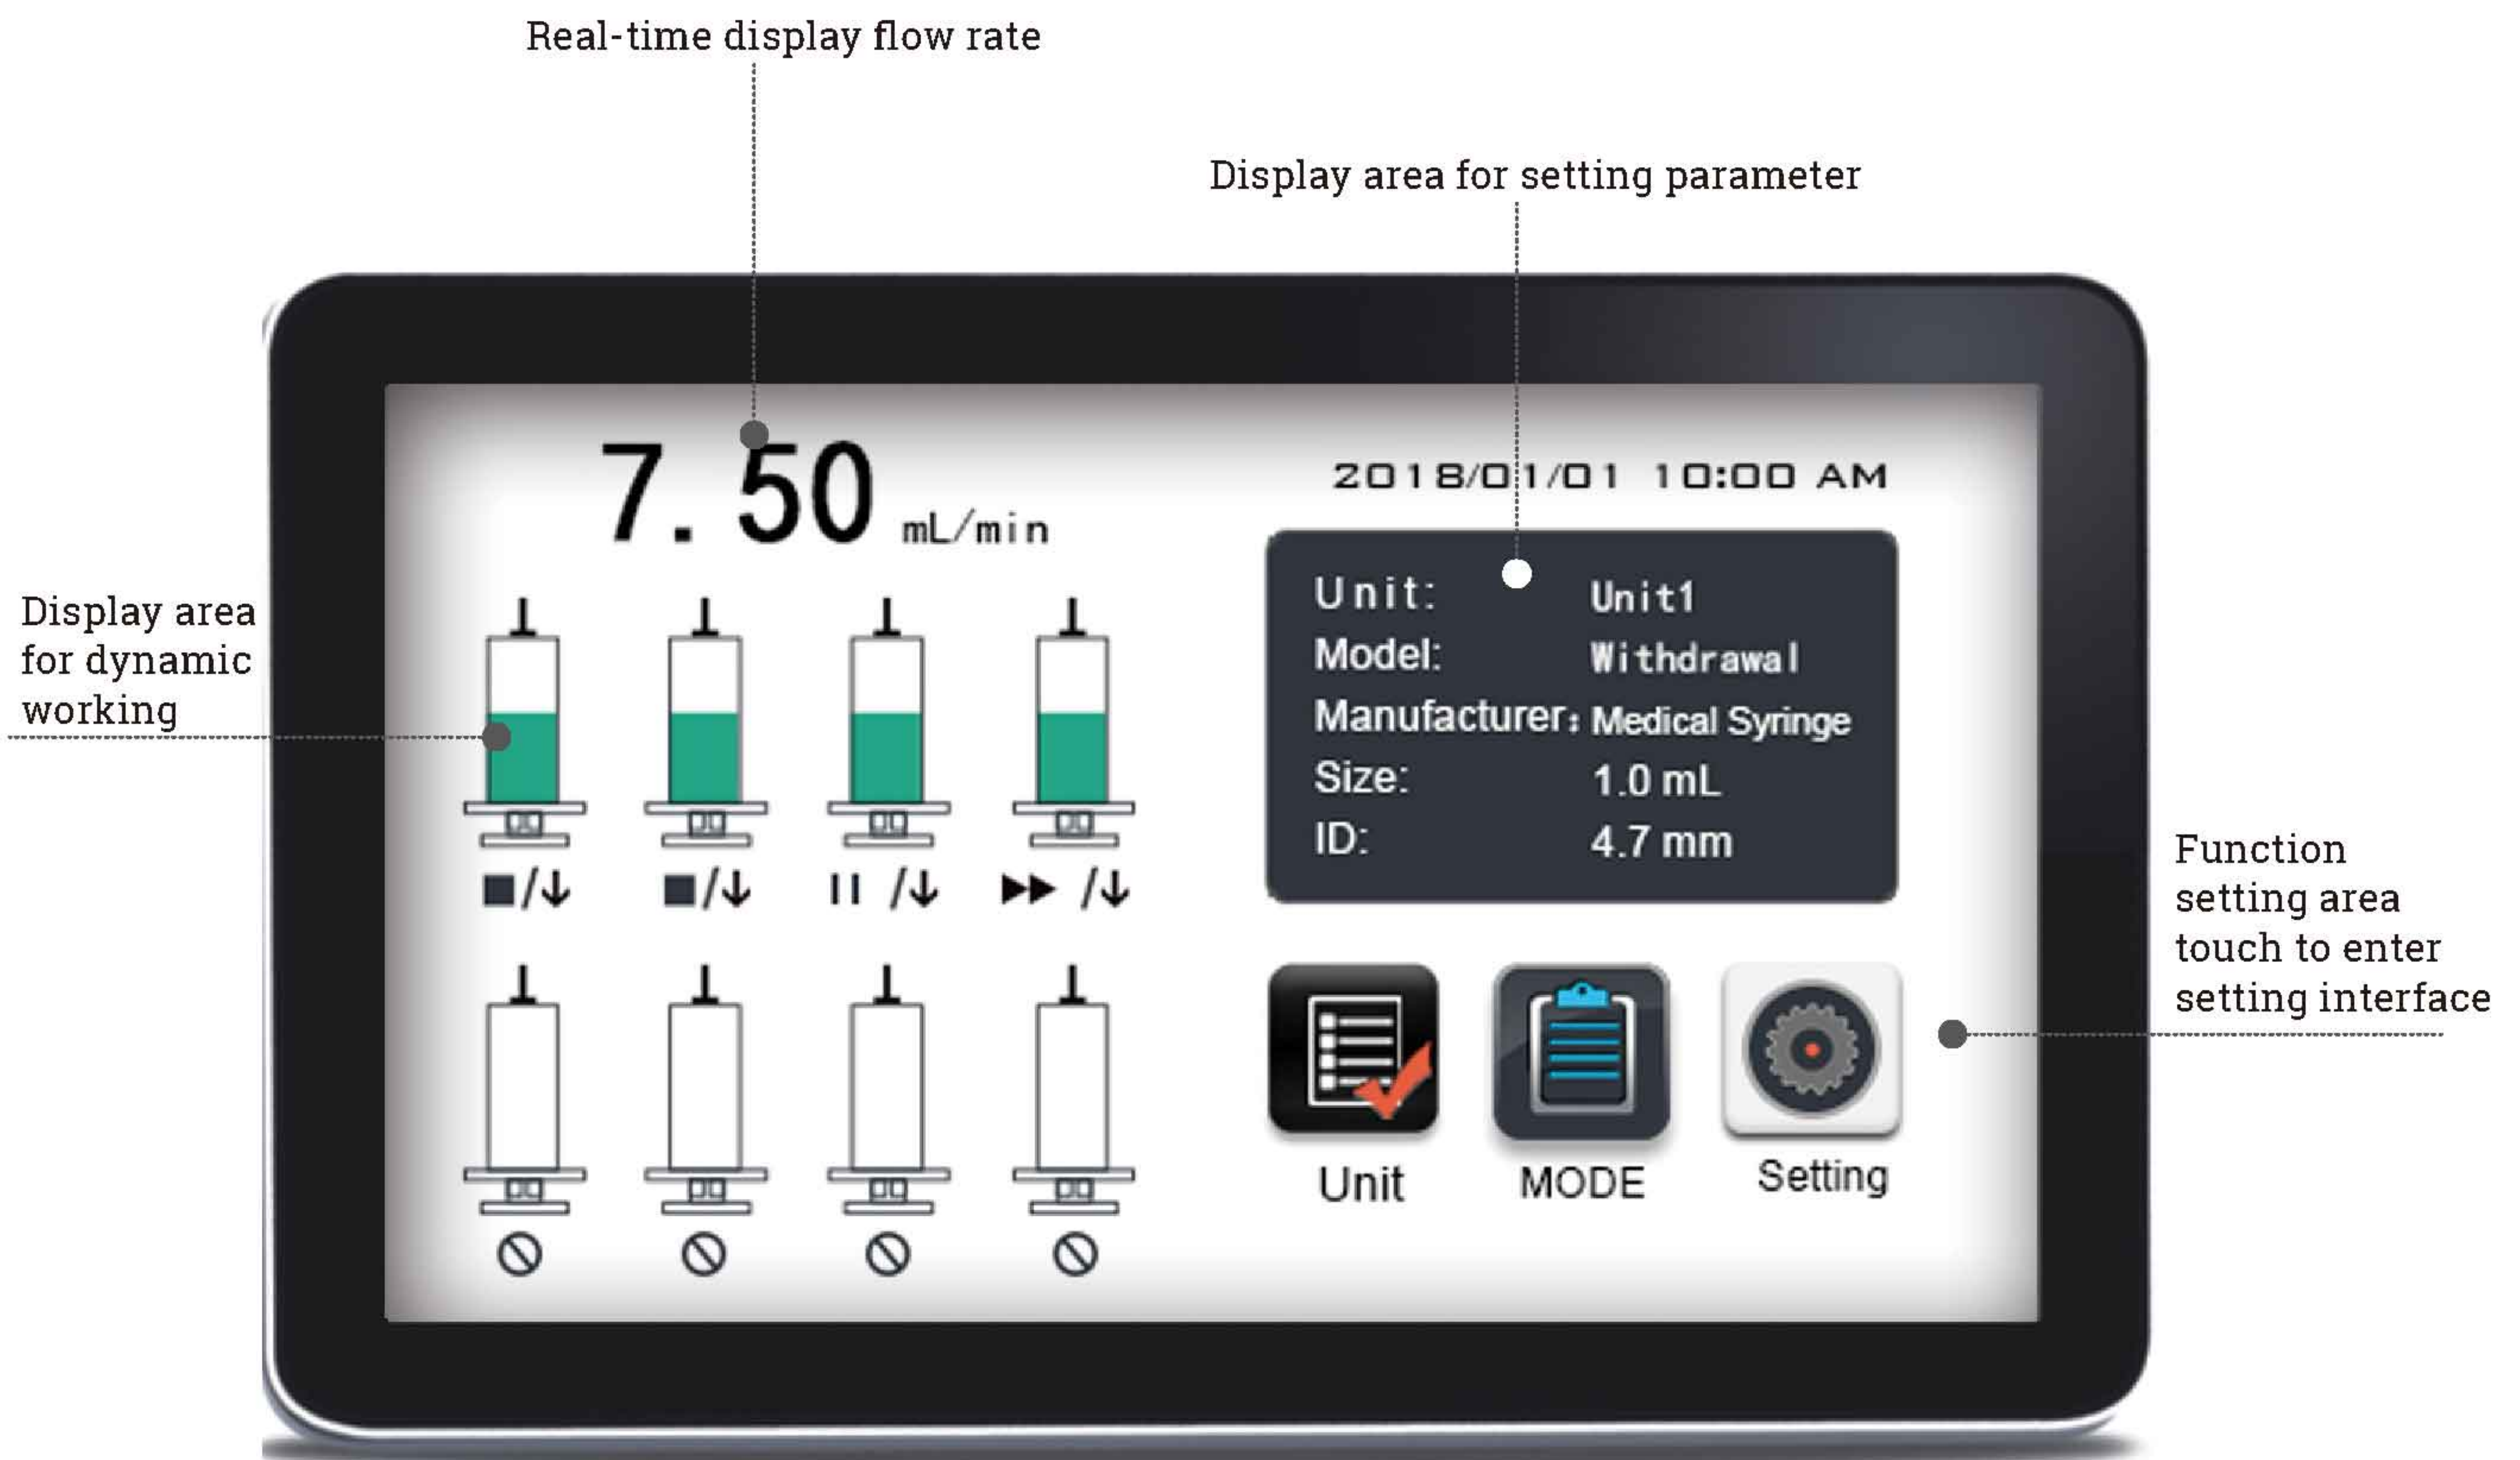 Real-time display flow rate
Display area for setting parameter
7.50 mL/min
2018/01/01 10:00 AM
Display area
for dynamic
working
Unit: Unit1
Model: Withdrawal
Manufacturer: Medical Syringe
Size: 1.0 mL
ID: 4.7 mm
■/↓ ■/↓ II /↓ ▶▶ /↓
Function
setting area
touch to enter
setting interface
Unit MODE Setting